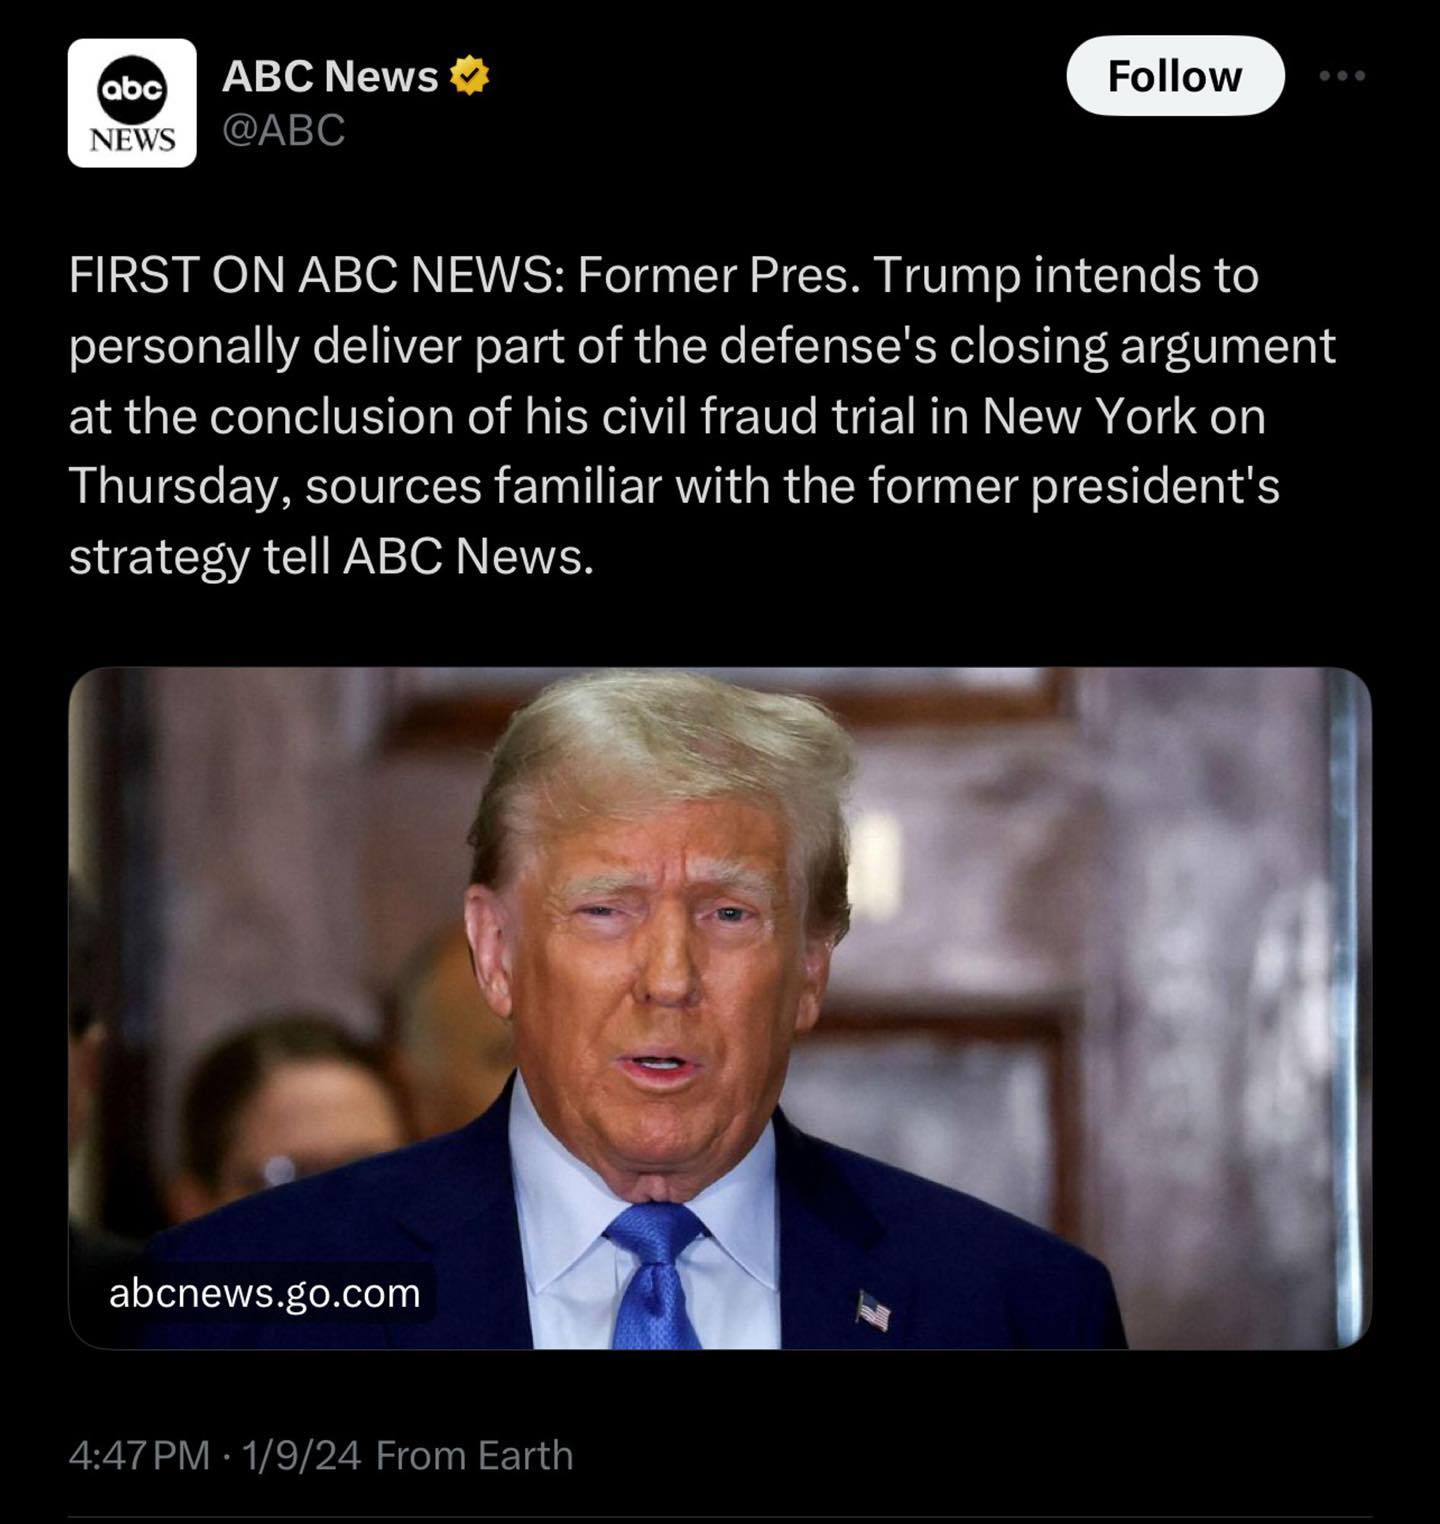 abc
NEWS
ABC News
@ABC
Follow
FIRST ON ABC NEWS: Former Pres. Trump intends to
personally deliver part of the defense's closing argument
at the conclusion of his civil fraud trial in New York on
Thursday, sources familiar with the former president's
strategy tell ABC News.
abcnews.go.com
4:47 PM · 1/9/24 From Earth